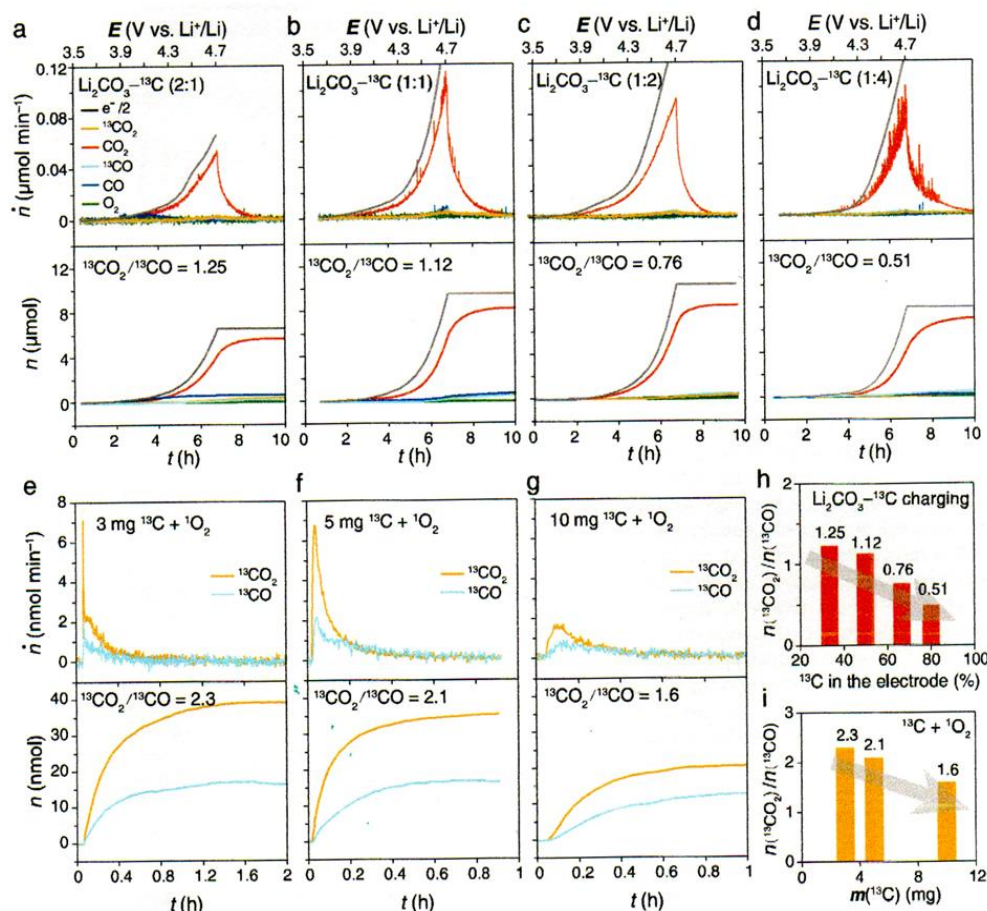 a
b
c
d
E (V vs. Li⁺/Li)
E (V vs. Li⁺/Li)
E (V vs. Li⁺/Li)
E (V vs. Li⁺/Li)
3.5 3.9 4.3 4.7
3.5 3.9 4.3 4.7
3.5 3.9 4.3 4.7
3.5 3.9 4.3 4.7
ṅ (μmol min⁻¹)
0.12
0.08
0.04
0
Li₂CO₃–¹³C (2:1)
e⁻/2
¹³CO₂
CO₂
¹³CO
CO
O₂
Li₂CO₃–¹³C (1:1)
Li₂CO₃–¹³C (1:2)
Li₂CO₃–¹³C (1:4)
n (μmol)
12
9
6
3
0
¹³CO₂/¹³CO = 1.25
¹³CO₂/¹³CO = 1.12
¹³CO₂/¹³CO = 0.76
¹³CO₂/¹³CO = 0.51
0 2 4 6 8 10
0 2 4 6 8 10
0 2 4 6 8 10
0 2 4 6 8 10
t (h)
t (h)
t (h)
t (h)
e
ṅ (nmol min⁻¹)
8
6
4
2
0
3 mg ¹³C + ¹O₂
¹³CO₂
¹³CO
n (nmol)
40
30
20
10
0
¹³CO₂/¹³CO = 2.3
0 0.4 0.8 1.2 1.6 2
t (h)
f
5 mg ¹³C + ¹O₂
¹³CO₂
¹³CO
¹³CO₂/¹³CO = 2.1
0 0.2 0.4 0.6 0.8 1
t (h)
g
10 mg ¹³C + ¹O₂
¹³CO₂
¹³CO
¹³CO₂/¹³CO = 1.6
0 0.2 0.4 0.6 0.8 1
t (h)
h
n(¹³CO₂)/n(¹³CO)
2
1
0
Li₂CO₃–¹³C charging
1.25
1.12
0.76
0.51
20 40 60 80 100
¹³C in the electrode (%)
i
n(¹³CO₂)/n(¹³CO)
3
2
1
0
¹³C + ¹O₂
2.3
2.1
1.6
0 4 8 12
m(¹³C) (mg)